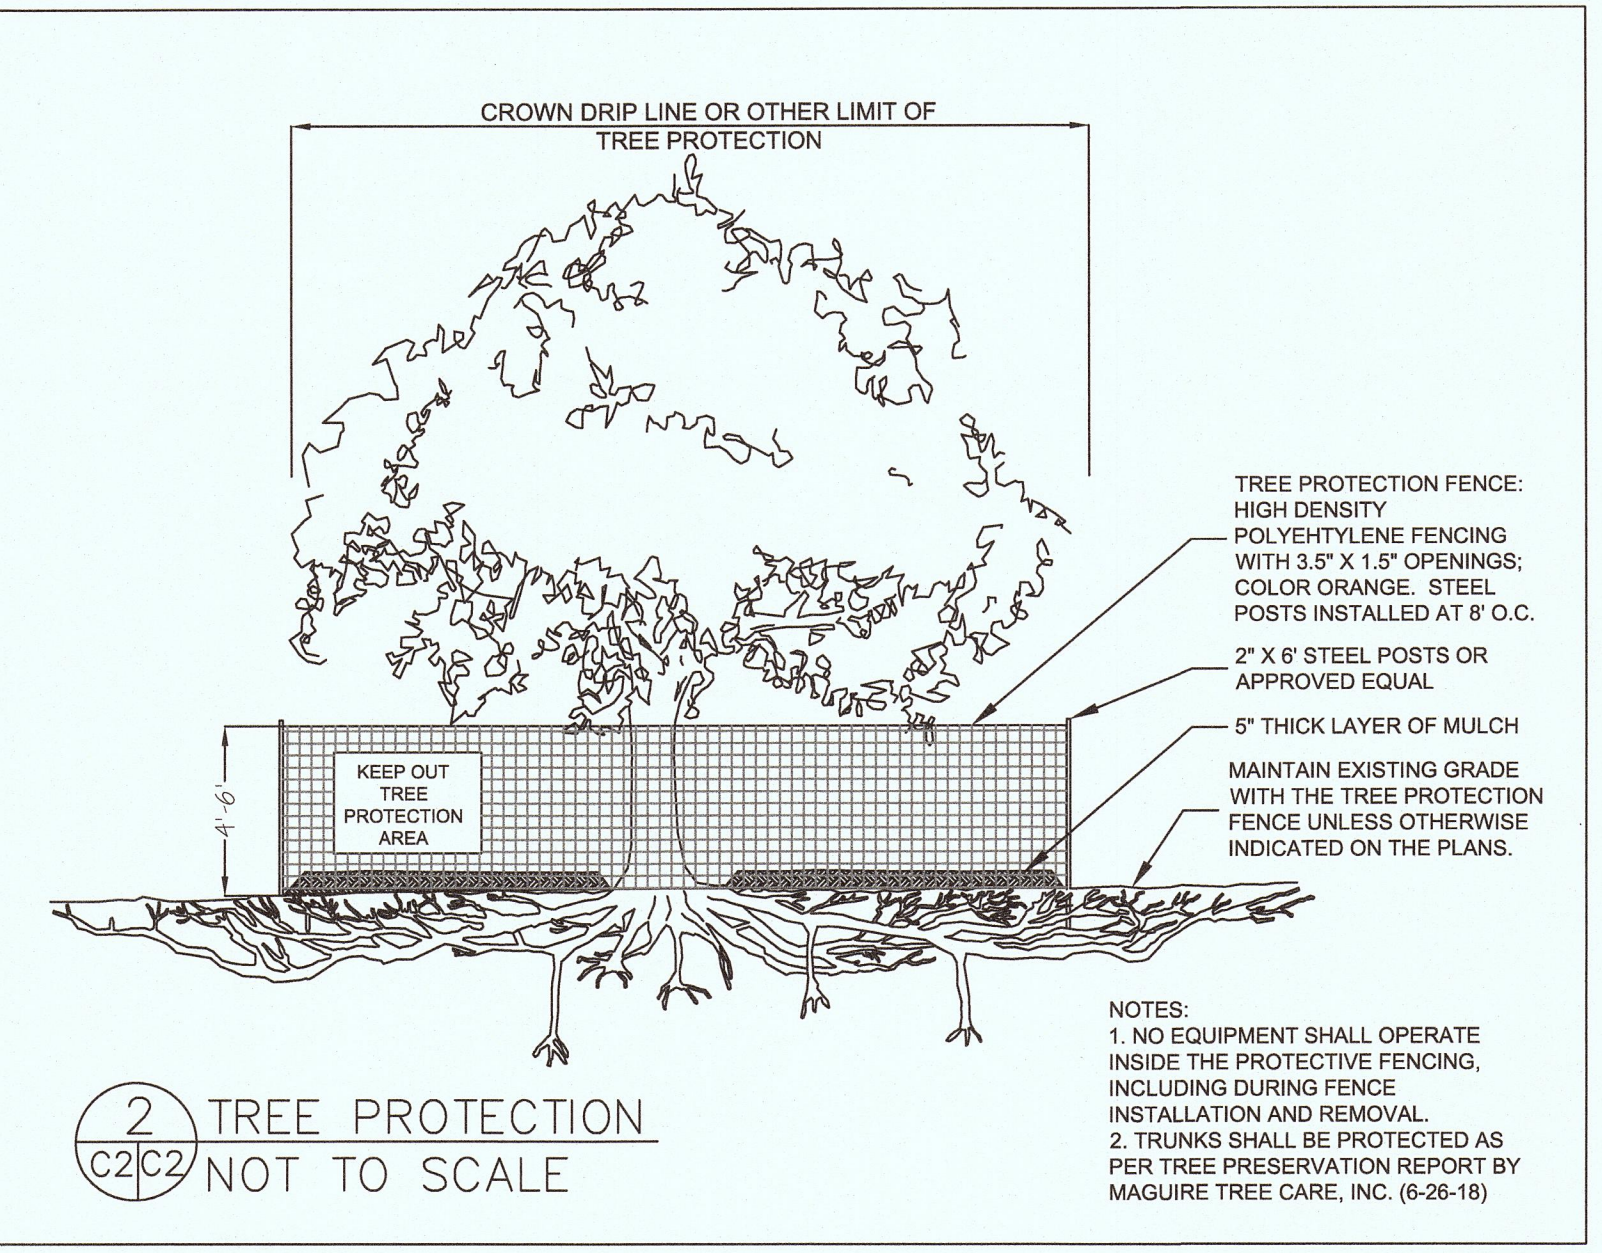 CROWN DRIP LINE OR OTHER LIMIT OF
TREE PROTECTION
TREE PROTECTION FENCE:
HIGH DENSITY
POLYEHTYLENE FENCING
WITH 3.5" X 1.5" OPENINGS;
COLOR ORANGE. STEEL
POSTS INSTALLED AT 8' O.C.
2" X 6' STEEL POSTS OR
APPROVED EQUAL
5" THICK LAYER OF MULCH
MAINTAIN EXISTING GRADE
WITH THE TREE PROTECTION
FENCE UNLESS OTHERWISE
INDICATED ON THE PLANS.
KEEP OUT
TREE
PROTECTION
AREA
4'-6'
NOTES:
1. NO EQUIPMENT SHALL OPERATE
INSIDE THE PROTECTIVE FENCING,
INCLUDING DURING FENCE
INSTALLATION AND REMOVAL.
2. TRUNKS SHALL BE PROTECTED AS
PER TREE PRESERVATION REPORT BY
MAGUIRE TREE CARE, INC. (6-26-18)
2
C2 C2
TREE PROTECTION
NOT TO SCALE